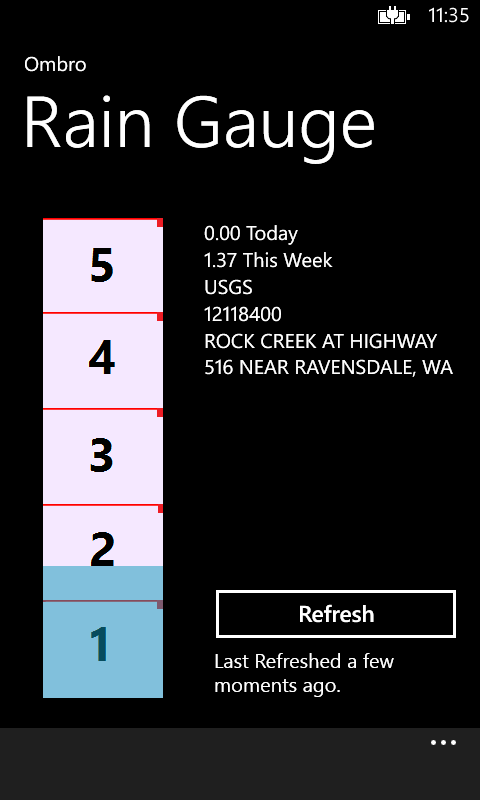 11:35
Ombro
Rain Gauge
5
4
3
2
1
0.00 Today
1.37 This Week
USGS
12118400
ROCK CREEK AT HIGHWAY
516 NEAR RAVENSDALE, WA
Refresh
Last Refreshed a few
moments ago.